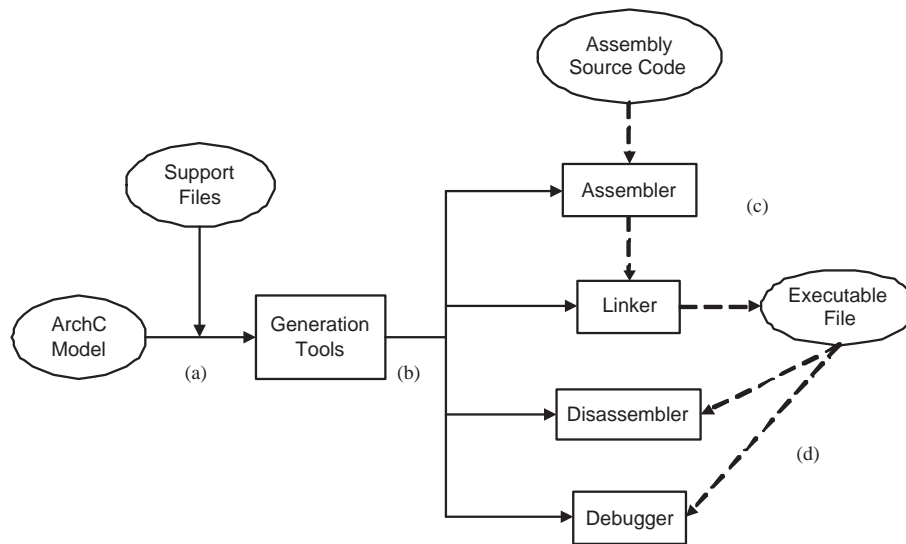 Assembly
Source Code
Support
Files
Assembler
(c)
ArchC
Model
Generation
Tools
Linker
Executable
File
(a)
(b)
Disassembler
(d)
Debugger